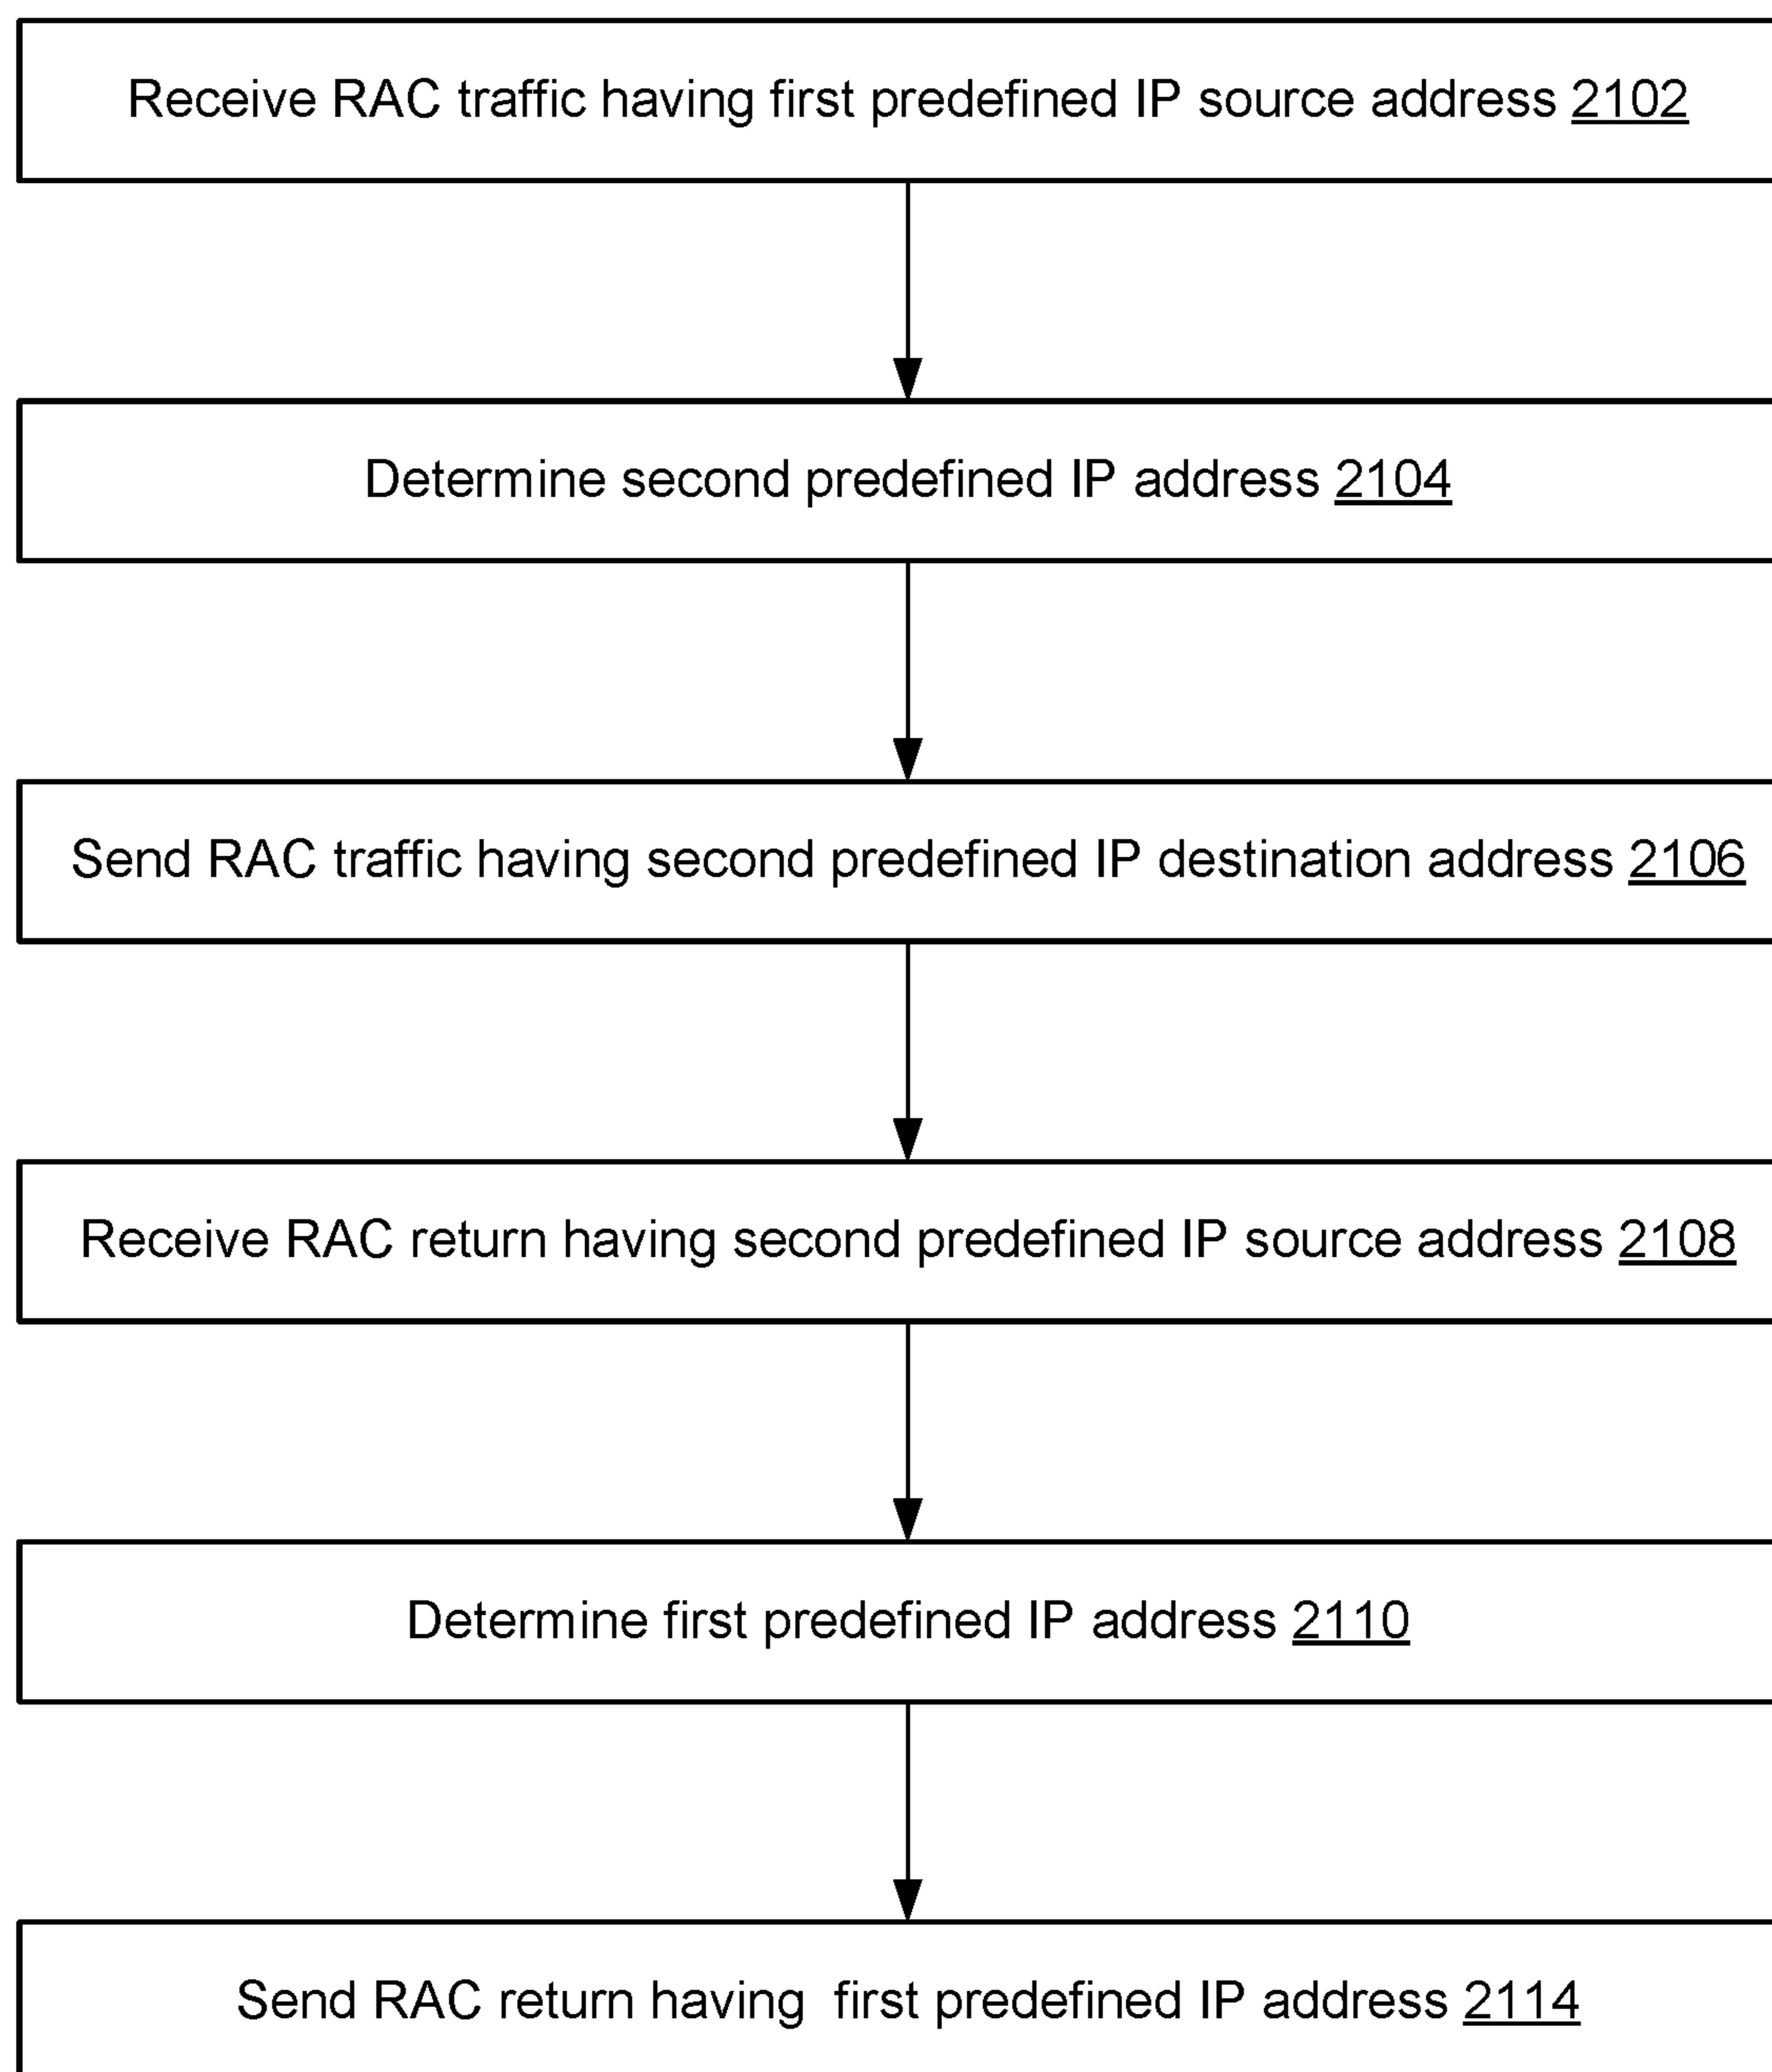 Receive RAC traffic having first predefined IP source address 2102
Determine second predefined IP address 2104
Send RAC traffic having second predefined IP destination address 2106
Receive RAC return having second predefined IP source address 2108
Determine first predefined IP address 2110
Send RAC return having first predefined IP address 2114